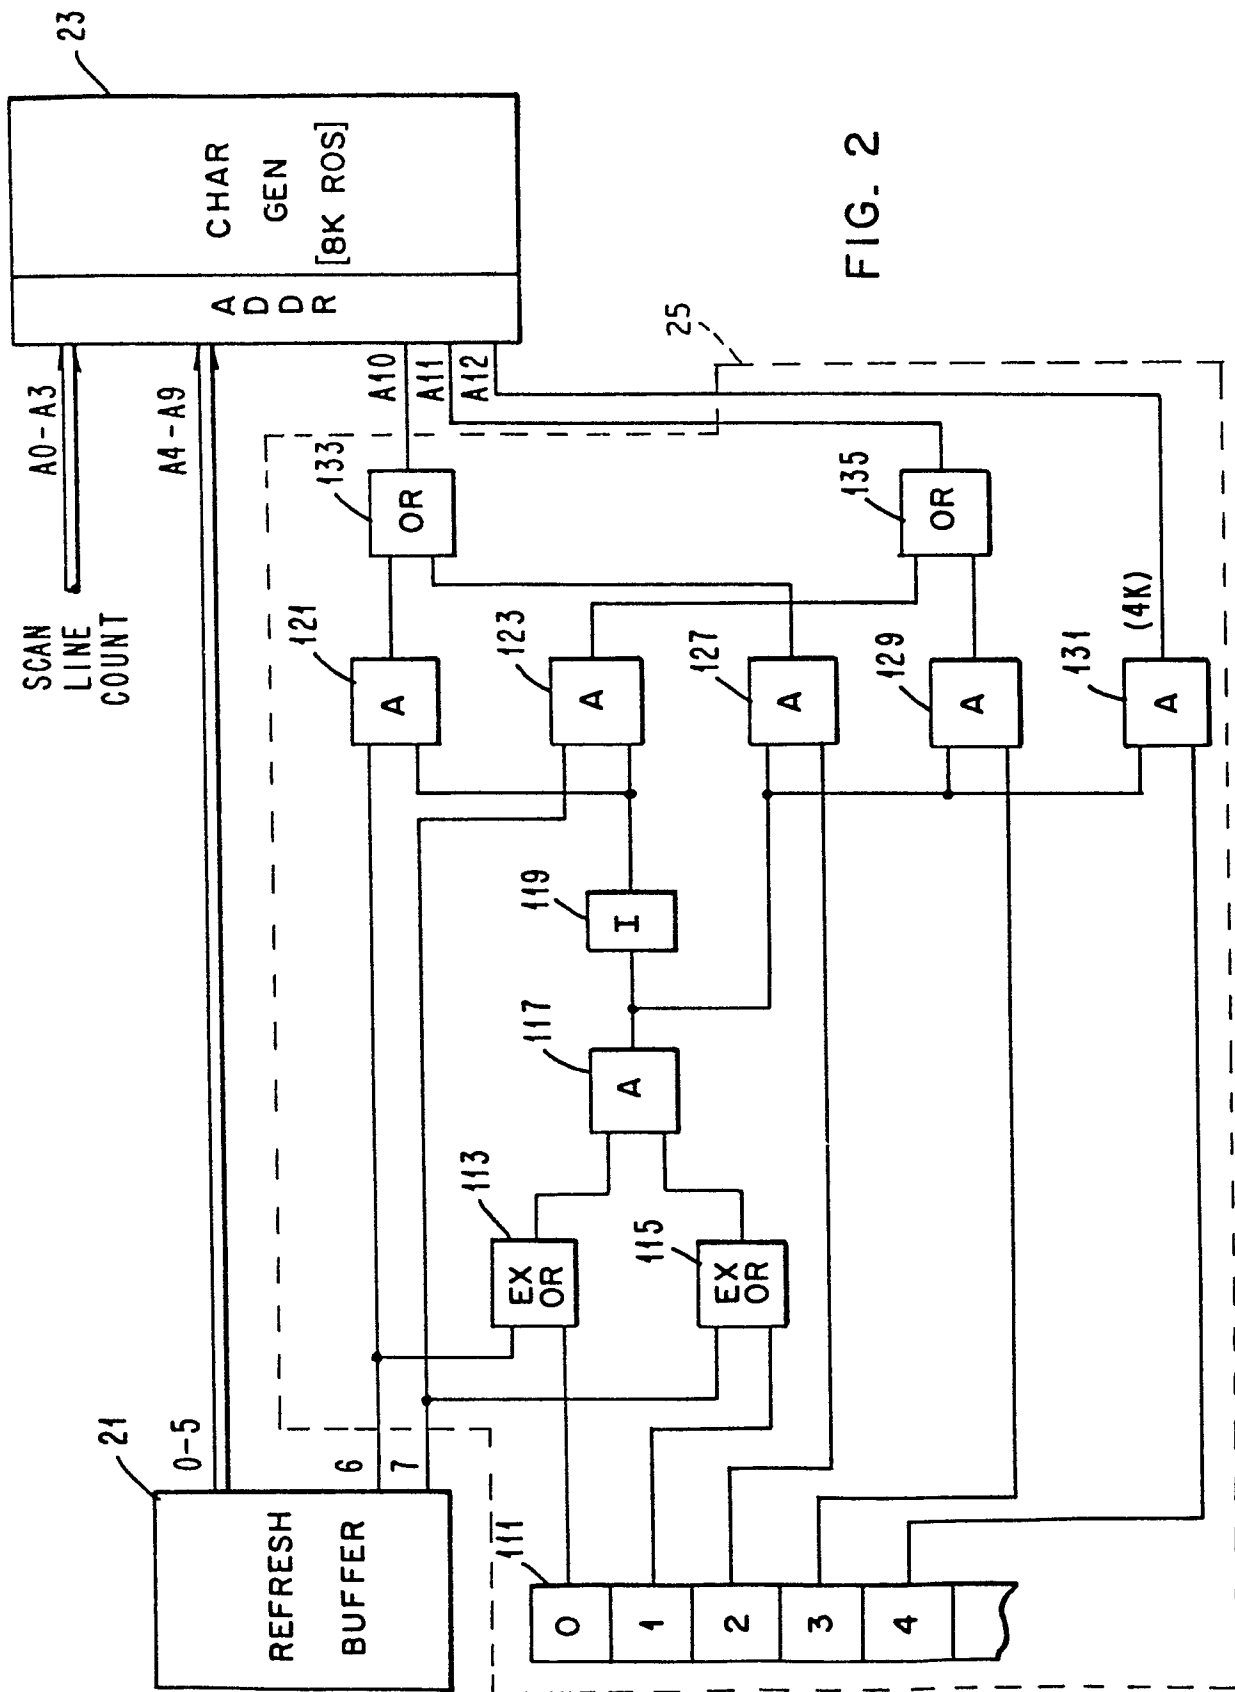 23
CHAR
GEN
[8K ROS]
ADDR
A0-A3
A4-A9
A10
A11
A12
SCAN
LINE
COUNT
FIG. 2
25
133
OR
135
OR
121
A
123
A
127
A
129
A
131
A
(4K)
119
I
117
A
113
EX
OR
115
EX
OR
21
0-5
6
7
REFRESH
BUFFER
111
0
1
2
3
4